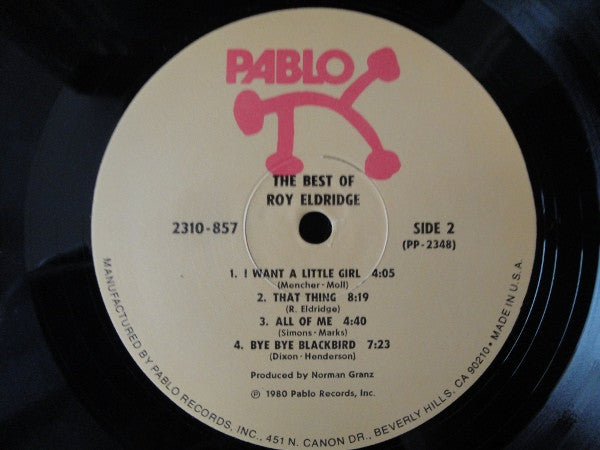 PABLO
THE BEST OF
ROY ELDRIDGE
2310-857
SIDE 2
(PP-2348)
1. I WANT A LITTLE GIRL 4:05
(Mencher · Moll)
2. THAT THING 8:19
(R. Eldridge)
3. ALL OF ME 4:40
(Simons · Marks)
4. BYE BYE BLACKBIRD 7:23
(Dixon · Henderson)
Produced by Norman Granz
℗ 1980 Pablo Records, Inc.
MANUFACTURED BY PABLO RECORDS, INC., 451 N. CANON DR., BEVERLY HILLS, CA 90210 • MADE IN U.S.A.